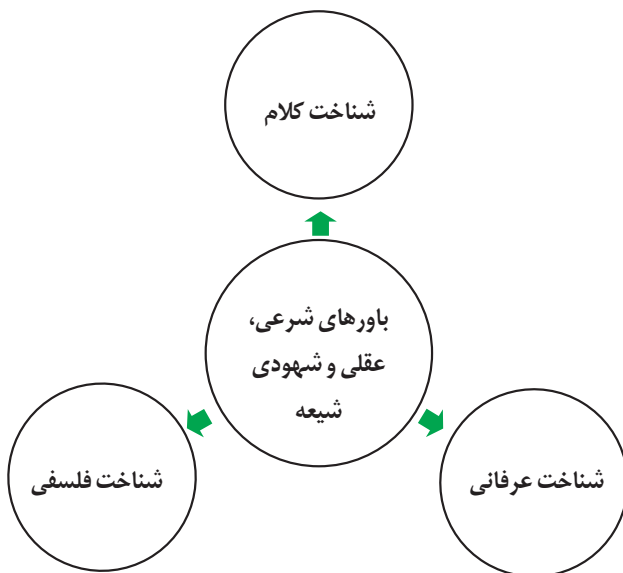 شناخت کلام
باورهای شرعی،
عقلی و شهودی
شیعه
شناخت عرفانی
شناخت فلسفی